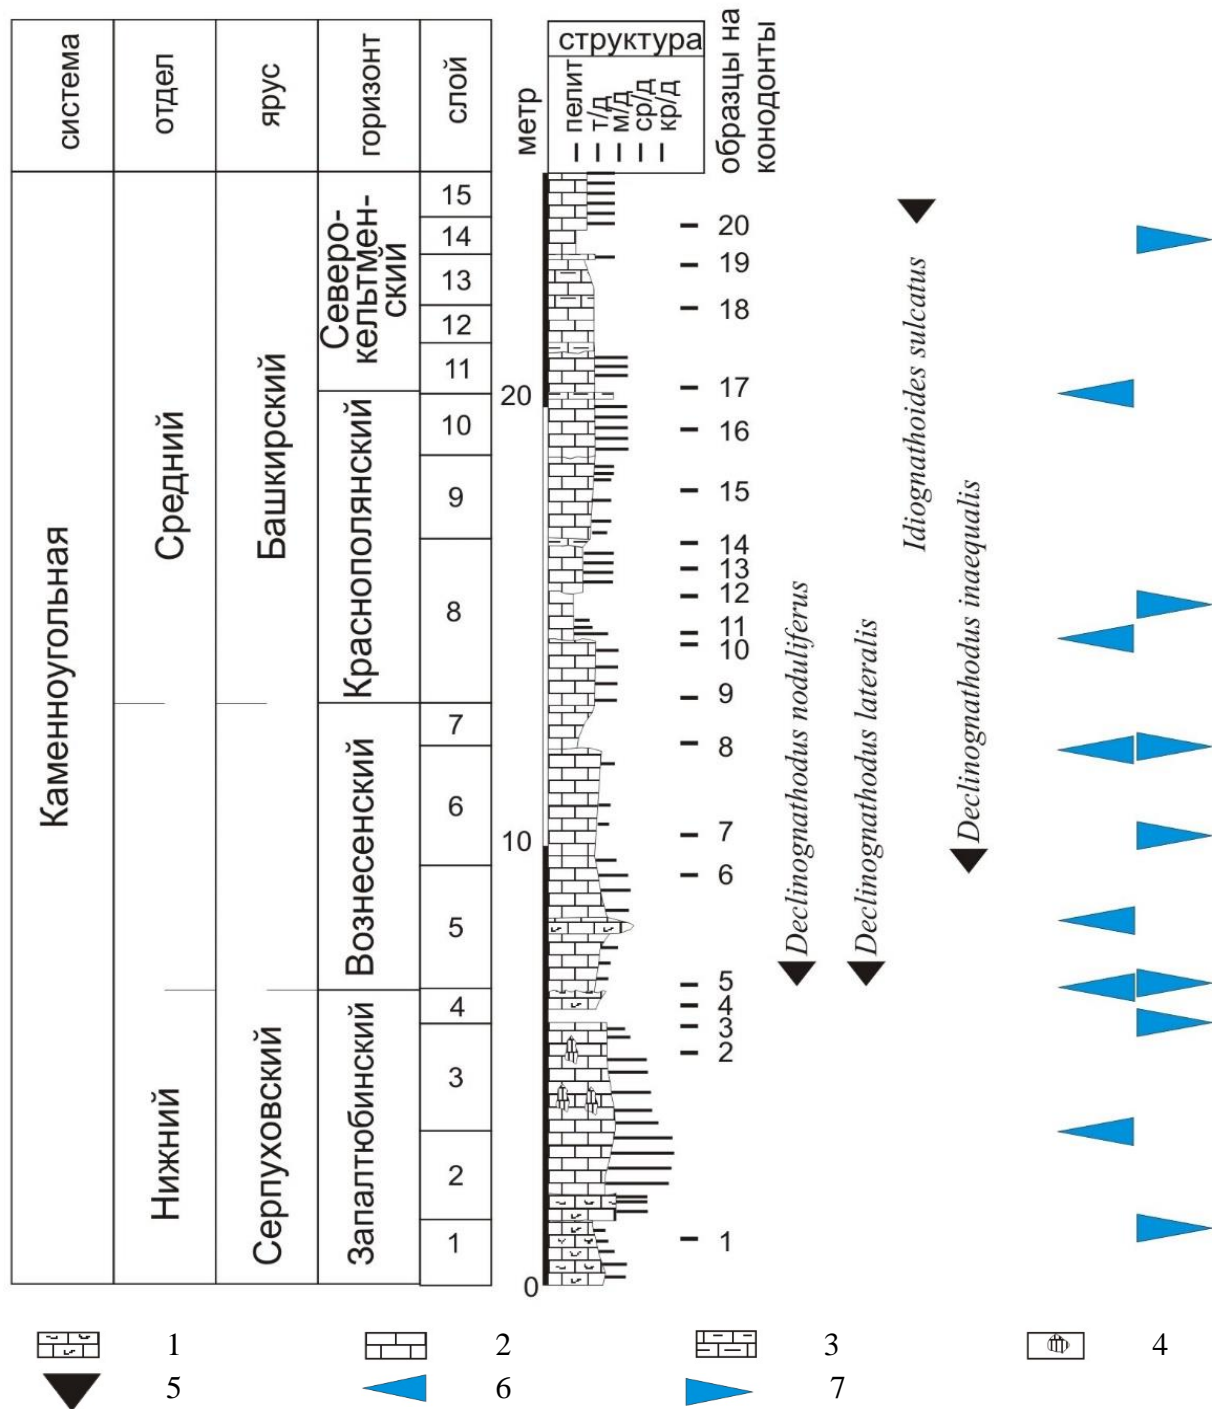 система
отдел
ярус
горизонт
слой
метр
структура
пелит
т/д
м/д
ср/д
кр/д
образцы на
конодонты
Каменноугольная
Средний
Нижний
Башкирский
Серпуховский
Северо-
кельтмен-
ский
Краснополянский
Вознесенский
Запалтюбинский
15
14
13
12
11
10
9
8
7
6
5
4
3
2
1
20
10
0
20
19
18
17
16
15
14
13
12
11
10
9
8
7
6
5
4
3
2
1
Declinognathodus noduliferus
Declinognathodus lateralis
Idiognathoides sulcatus
Declinognathodus inaequalis
1
2
3
4
5
6
7